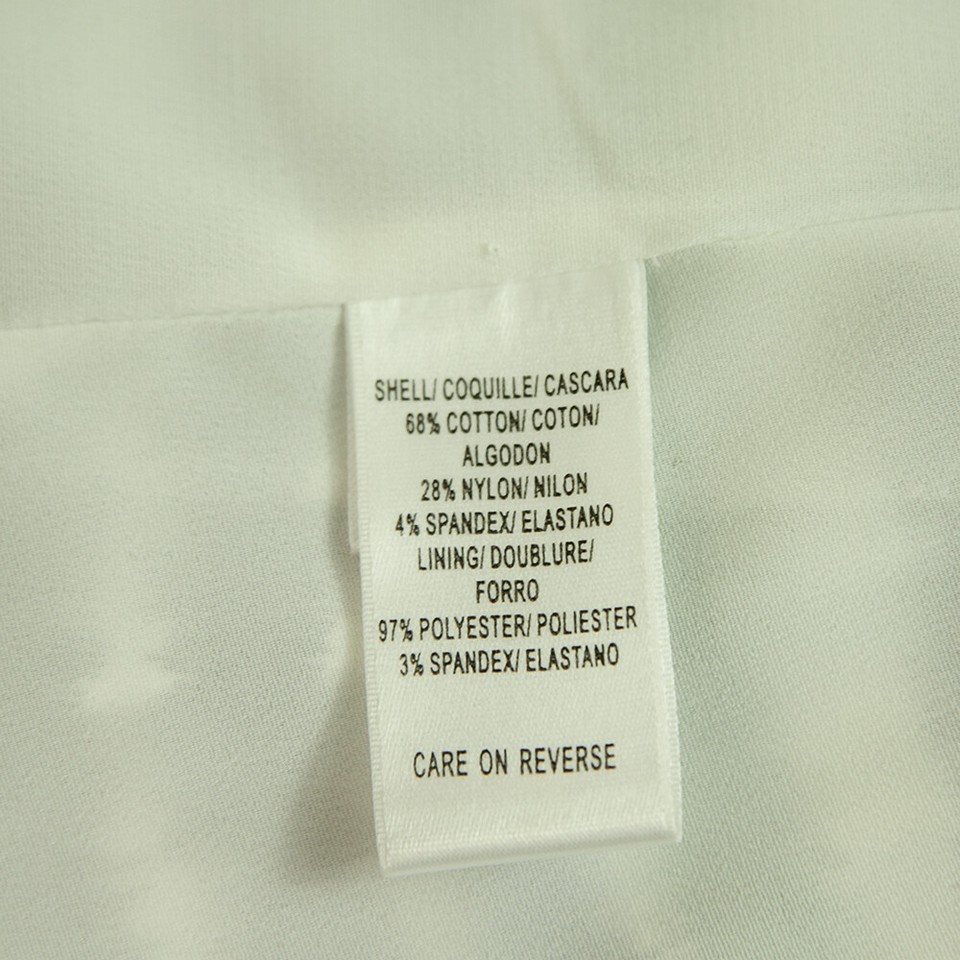 SHELL/ COQUILLE/ CASCARA
68% COTTON/ COTON/
ALGODON
28% NYLON/ NILON
4% SPANDEX/ ELASTANO
LINING/ DOUBLURE/
FORRO
97% POLYESTER/ POLIESTER
3% SPANDEX/ ELASTANO
CARE ON REVERSE